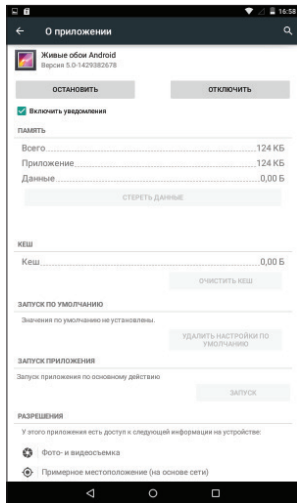 16:58
О приложении
Живые обои Android
Версия 5.0-1429382678
ОСТАНОВИТЬ ОТКЛЮЧИТЬ
Включить уведомления
ПАМЯТЬ
Всего 124 КБ
Приложение 124 КБ
Данные 0,00 Б
СТЕРЕТЬ ДАННЫЕ
КЕШ
Кеш 0,00 Б
ОЧИСТИТЬ КЕШ
ЗАПУСК ПО УМОЛЧАНИЮ
Значения по умолчанию не установлены.
УДАЛИТЬ НАСТРОЙКИ ПО
УМОЛЧАНИЮ
ЗАПУСК ПРИЛОЖЕНИЯ
Запуск приложения по основному действию
ЗАПУСК
РАЗРЕШЕНИЯ
У этого приложения есть доступ к следующей информации на устройстве:
Фото- и видеосъемка
Примерное местоположение (на основе сети)